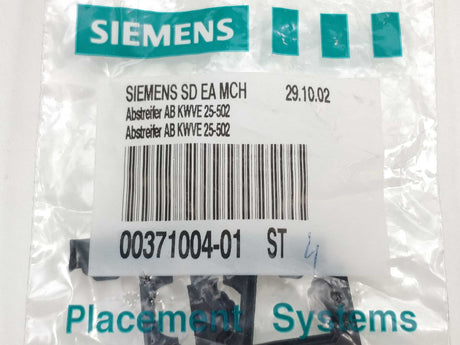 SIEMENS
SIEMENS SD EA MCH 29.10.02
Abstreifer AB KWVE 25-502
Abstreifer AB KWVE 25-502
00371004-01 ST 4
Placement Systems